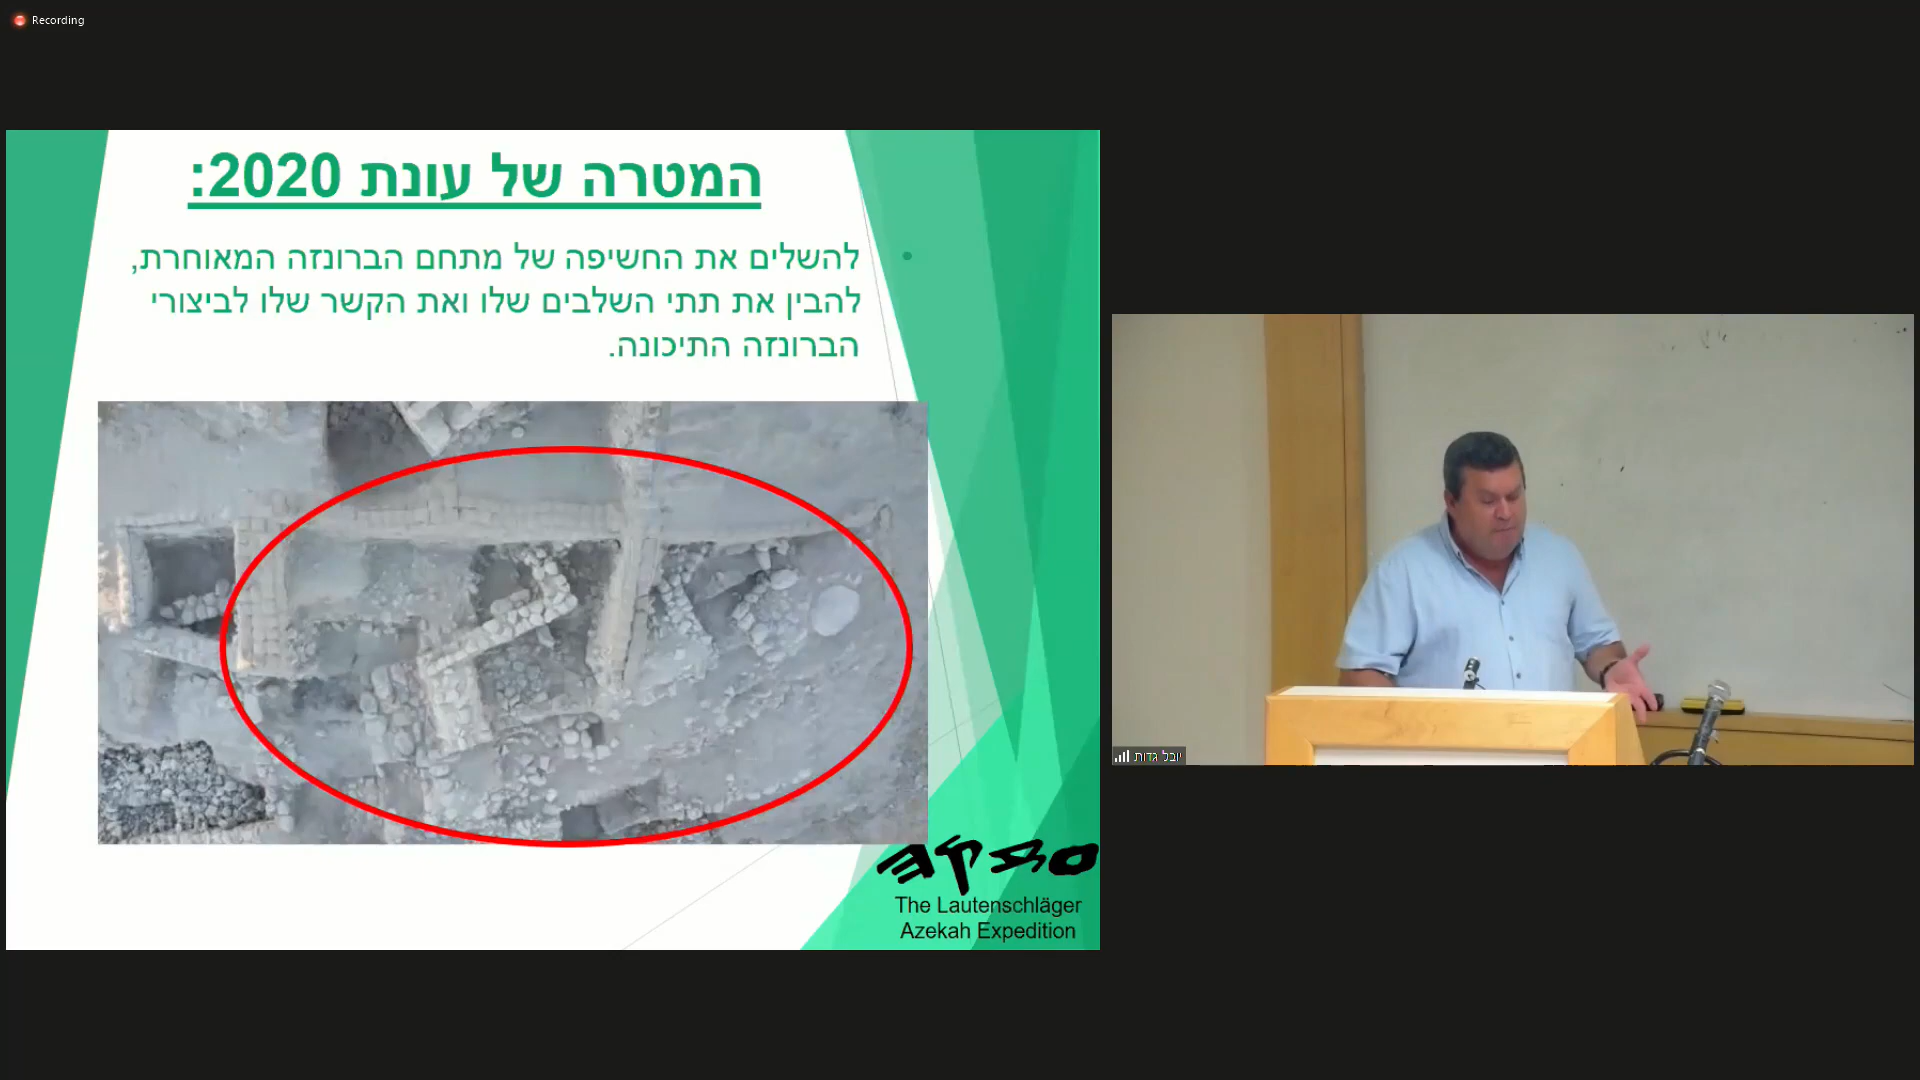 Recording
המטרה של עונת 2020:
• להשלים את החשיפה של מתחם הברונזה המאוחרת,
להבין את תתי השלבים שלו ואת הקשר שלו לביצורי
הברונזה התיכונה.
The Lautenschläger
Azekah Expedition
יובל גדות